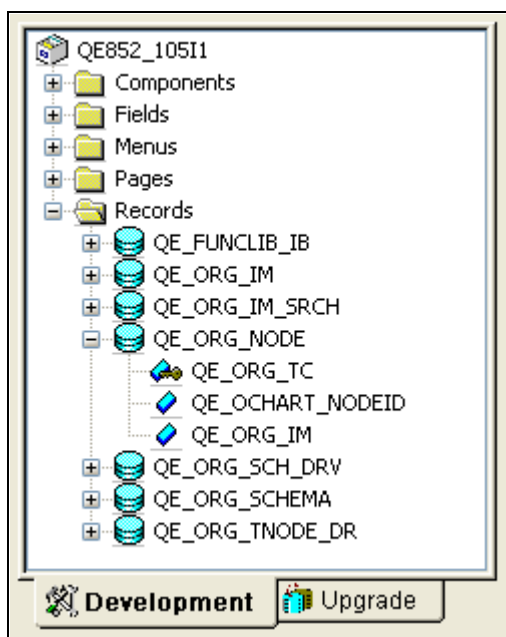 QE852_105I1
Components
Fields
Menus
Pages
Records
QE_FUNCLIB_IB
QE_ORG_IM
QE_ORG_IM_SRCH
QE_ORG_NODE
QE_ORG_TC
QE_OCHART_NODEID
QE_ORG_IM
QE_ORG_SCH_DRV
QE_ORG_SCHEMA
QE_ORG_TNODE_DR
Development Upgrade